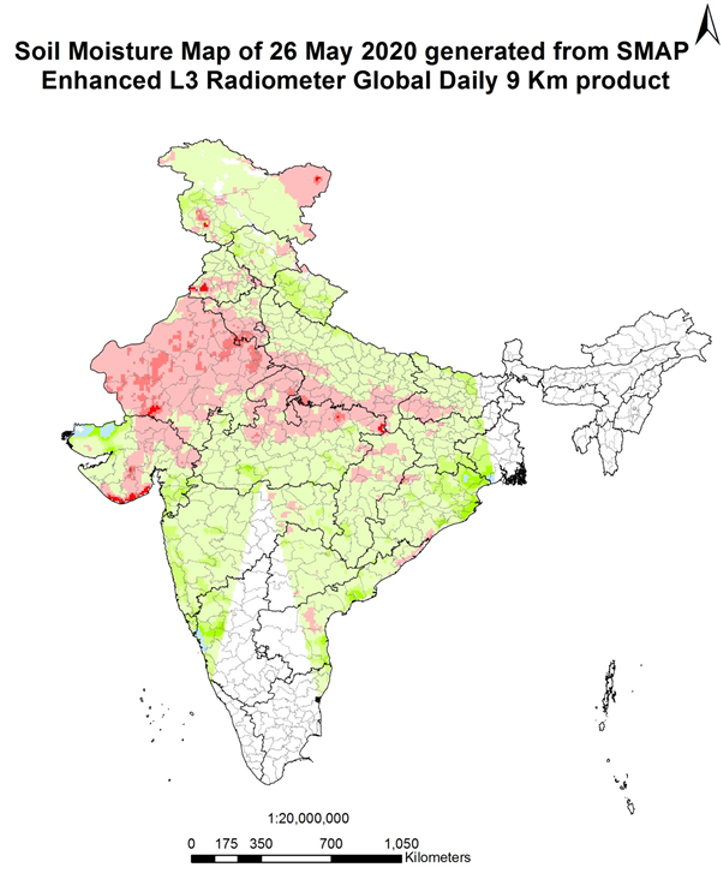 Soil Moisture Map of 26 May 2020 generated from SMAP
Enhanced L3 Radiometer Global Daily 9 Km product
1:20,000,000
0 175 350 700 1,050
Kilometers